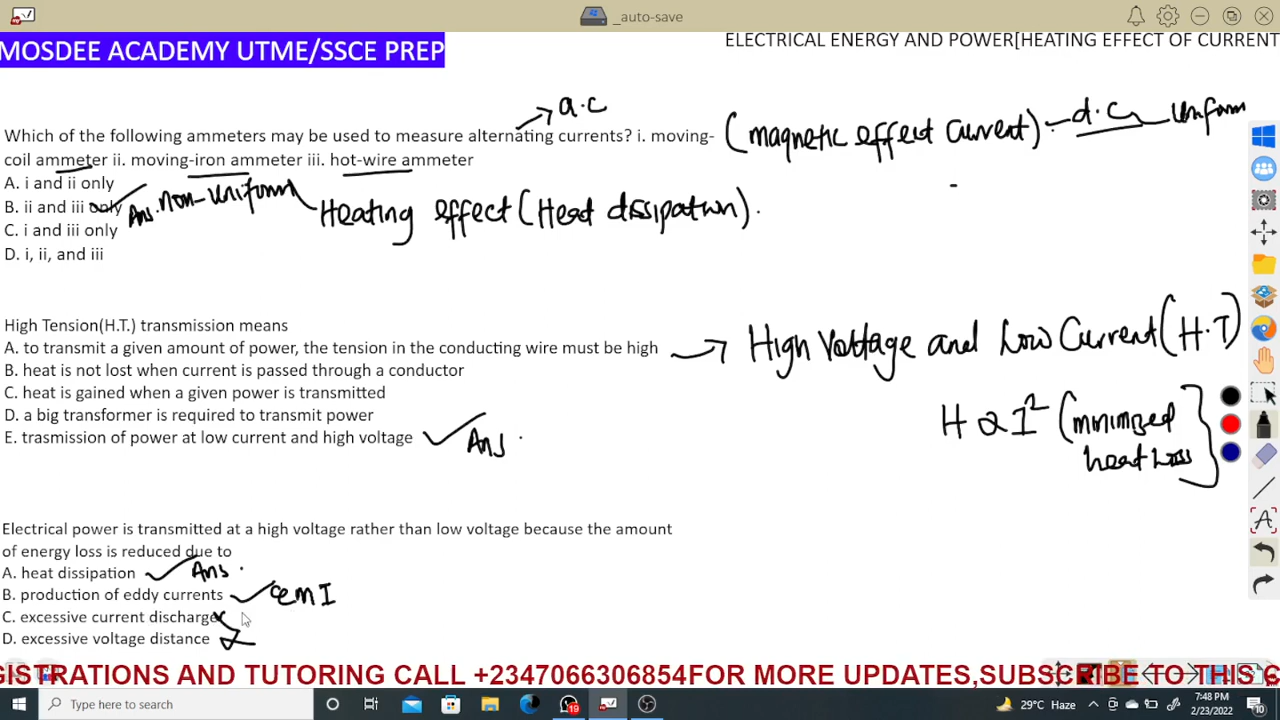 _auto-save
MOSDEE ACADEMY UTME/SSCE PREP
ELECTRICAL ENERGY AND POWER[HEATING EFFECT OF CURRENT
a.c
Which of the following ammeters may be used to measure alternating currents? i. moving-
coil ammeter ii. moving-iron ammeter iii. hot-wire ammeter
(magnetic effect Current) d.c Uniform
A. i and ii only
B. ii and iii only Ans. non-uniform Heating effect (Heat dissipation).
C. i and iii only
D. i, ii, and iii
High Tension(H.T.) transmission means
A. to transmit a given amount of power, the tension in the conducting wire must be high
High Voltage and Low Current (H.T)
B. heat is not lost when current is passed through a conductor
C. heat is gained when a given power is transmitted
D. a big transformer is required to transmit power
E. trasmission of power at low current and high voltage Ans.
H α I² (minimized
heat loss
Electrical power is transmitted at a high voltage rather than low voltage because the amount
of energy loss is reduced due to
A. heat dissipation Ans.
B. production of eddy currents
C. excessive current discharge
D. excessive voltage distance
GISTRATIONS AND TUTORING CALL +2347066306854FOR MORE UPDATES,SUBSCRIBE TO THIS C
Type here to search
19
29°C Haze
7:48 PM
2/23/2022
10